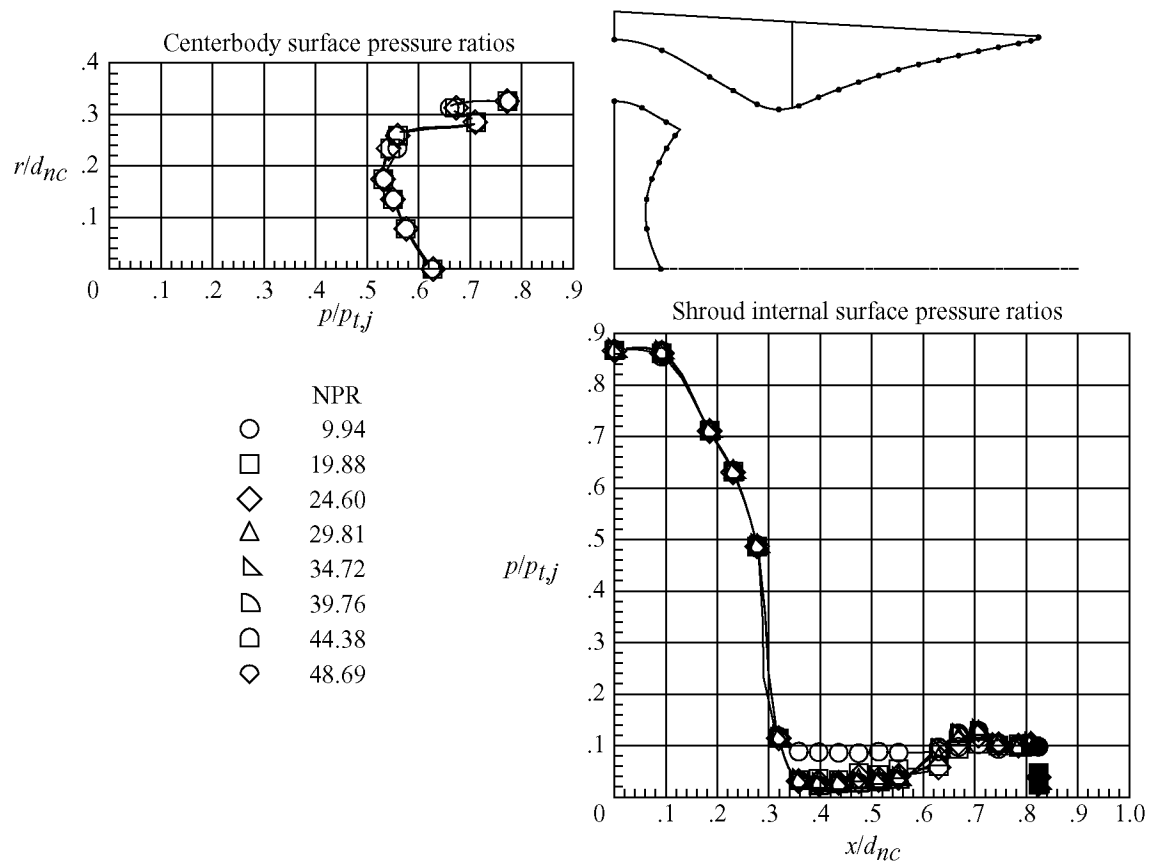 Centerbody surface pressure ratios
.4
.3
r/d_nc .2
.1
0 .1 .2 .3 .4 .5 .6 .7 .8 .9
p/p_t,j
NPR
9.94
19.88
24.60
29.81
34.72
39.76
44.38
48.69
Shroud internal surface pressure ratios
.9
.8
.7
.6
.5
p/p_t,j
.4
.3
.2
.1
0 .1 .2 .3 .4 .5 .6 .7 .8 .9 1.0
x/d_nc